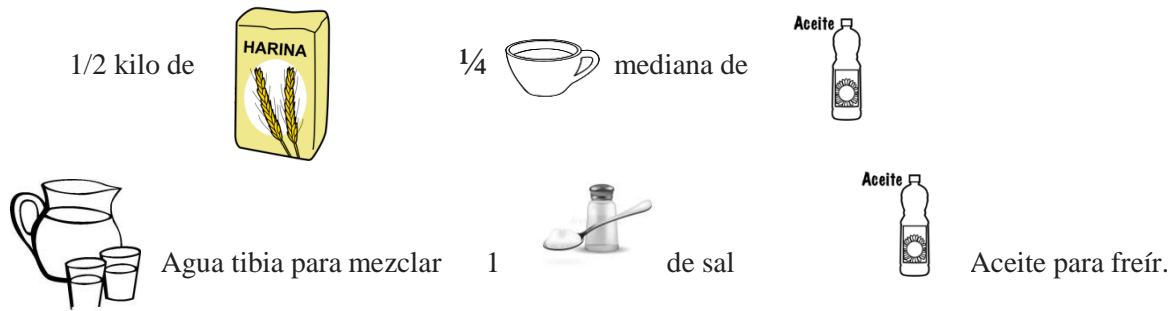 Aceite
1/2 kilo de HARINA ¼ mediana de
Aceite
Agua tibia para mezclar 1 de sal Aceite para freír.